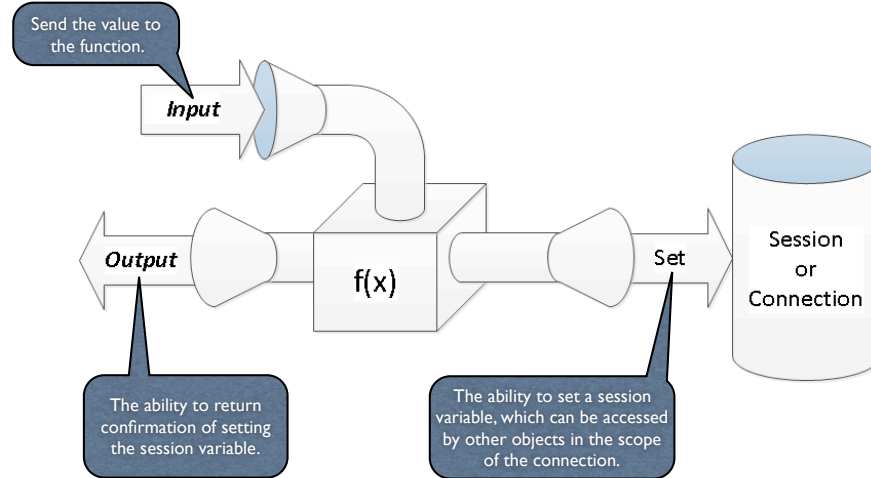 Send the value to
the function.
Input
Output
f(x)
Set
Session
or
Connection
The ability to return
confirmation of setting
the session variable.
The ability to set a session
variable, which can be accessed
by other objects in the scope
of the connection.